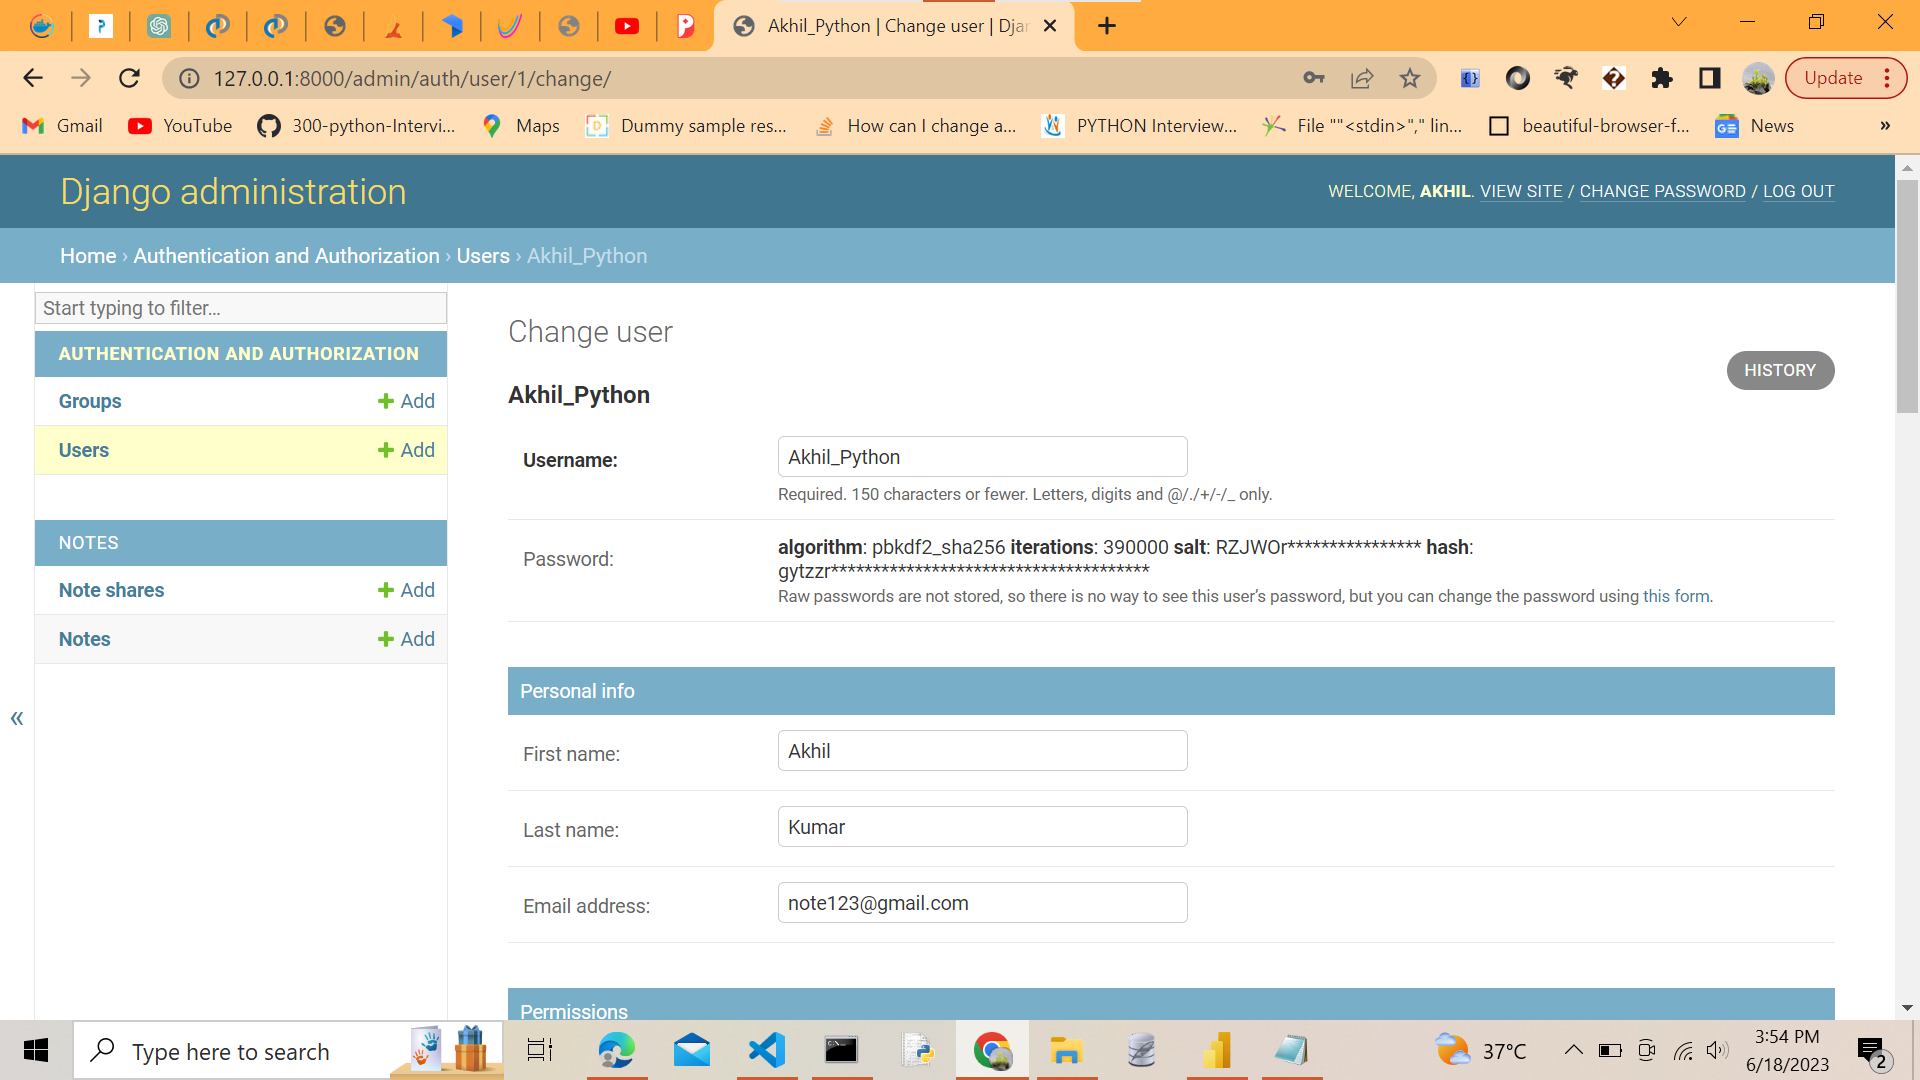 Akhil_Python | Change user | Djan
127.0.0.1:8000/admin/auth/user/1/change/
Update
Gmail YouTube 300-python-Intervi... Maps Dummy sample res... How can I change a... PYTHON Interview... File ""<stdin>"," lin... beautiful-browser-f... News »
Django administration
WELCOME, AKHIL. VIEW SITE / CHANGE PASSWORD / LOG OUT
Home › Authentication and Authorization › Users › Akhil_Python
Start typing to filter...
AUTHENTICATION AND AUTHORIZATION
Groups + Add
Users + Add
NOTES
Note shares + Add
Notes + Add
«
Change user
HISTORY
Akhil_Python
Username: Akhil_Python
Required. 150 characters or fewer. Letters, digits and @/./+/-/_ only.
Password: algorithm: pbkdf2_sha256 iterations: 390000 salt: RZJWOr**************** hash:
gytzzr**************************************
Raw passwords are not stored, so there is no way to see this user’s password, but you can change the password using this form.
Personal info
First name: Akhil
Last name: Kumar
Email address: note123@gmail.com
Permissions
Type here to search
37°C
3:54 PM
6/18/2023
2